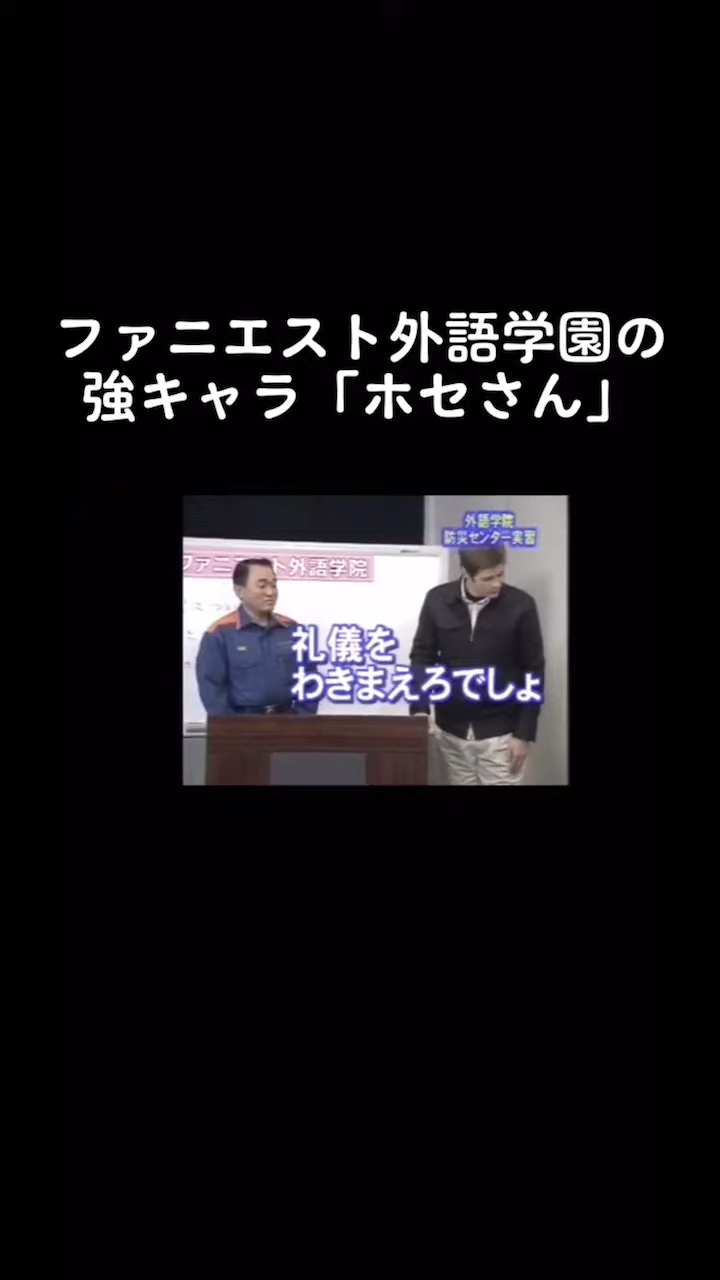 ファニエスト外語学園の
強キャラ「ホセさん」
外語学院
防災センター実習
ファニエスト外語学院
礼儀を
わきまえろでしょ